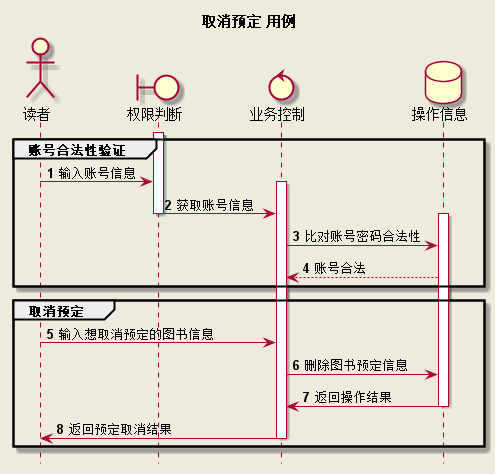 取消预定 用例
读者 权限判断 业务控制 操作信息
账号合法性验证
1 输入账号信息
2 获取账号信息
3 比对账号密码合法性
4 账号合法
取消预定
5 输入想取消预定的图书信息
6 删除图书预定信息
7 返回操作结果
8 返回预定取消结果